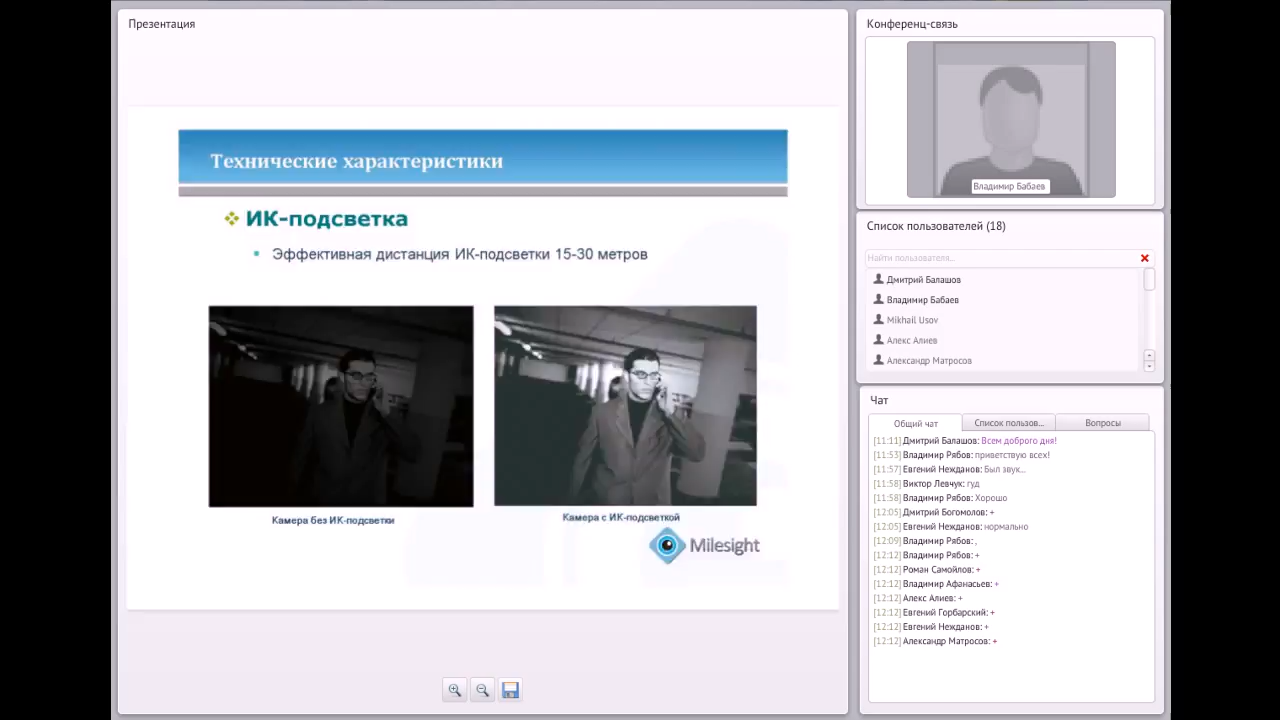 Презентация
Технические характеристики
ИК-подсветка
Эффективная дистанция ИК-подсветки 15-30 метров
Камера без ИК-подсветки
Камера с ИК-подсветкой
Milesight
Конференц-связь
Владимир Бабаев
Список пользователей (18)
Найти пользователя...
Дмитрий Балашов
Владимир Бабаев
Mikhail Usov
Алекс Алиев
Александр Матросов
Чат
Общий чат
Список пользов...
Вопросы
[11:11] Дмитрий Балашов: Всем доброго дня!
[11:53] Владимир Рябов: приветствую всех!
[11:57] Евгений Нежданов: Был звук...
[11:58] Виктор Левчук: гуд
[11:58] Владимир Рябов: Хорошо
[12:05] Дмитрий Богомолов: +
[12:05] Евгений Нежданов: нормально
[12:09] Владимир Рябов: ,
[12:12] Владимир Рябов: +
[12:12] Роман Самойлов: +
[12:12] Владимир Афанасьев: +
[12:12] Алекс Алиев: +
[12:12] Евгений Горбарский: +
[12:12] Евгений Нежданов: +
[12:12] Александр Матросов: +